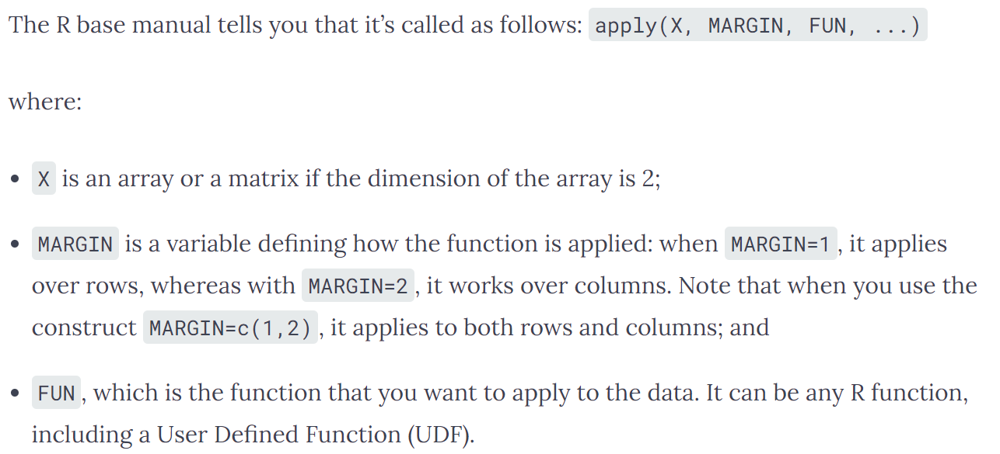 The R base manual tells you that it’s called as follows: apply(X, MARGIN, FUN, ...)
where:
• X is an array or a matrix if the dimension of the array is 2;
• MARGIN is a variable defining how the function is applied: when MARGIN=1, it applies
over rows, whereas with MARGIN=2, it works over columns. Note that when you use the
construct MARGIN=c(1,2), it applies to both rows and columns; and
• FUN, which is the function that you want to apply to the data. It can be any R function,
including a User Defined Function (UDF).